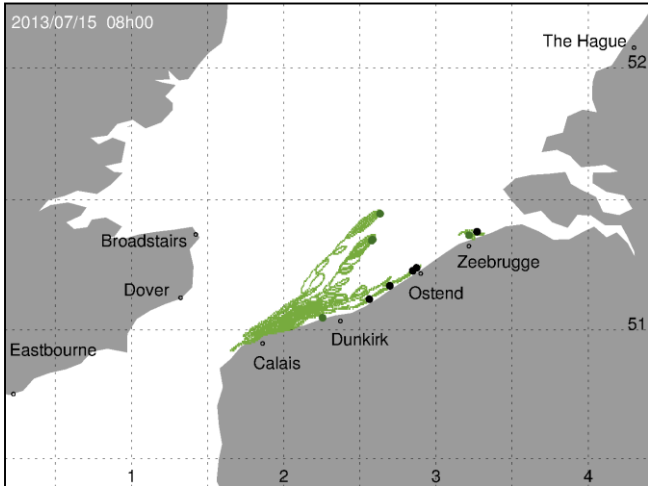 2013/07/15 08h00
The Hague
52
Broadstairs
Zeebrugge
Dover
Ostend
51
Dunkirk
Eastbourne
Calais
1 2 3 4